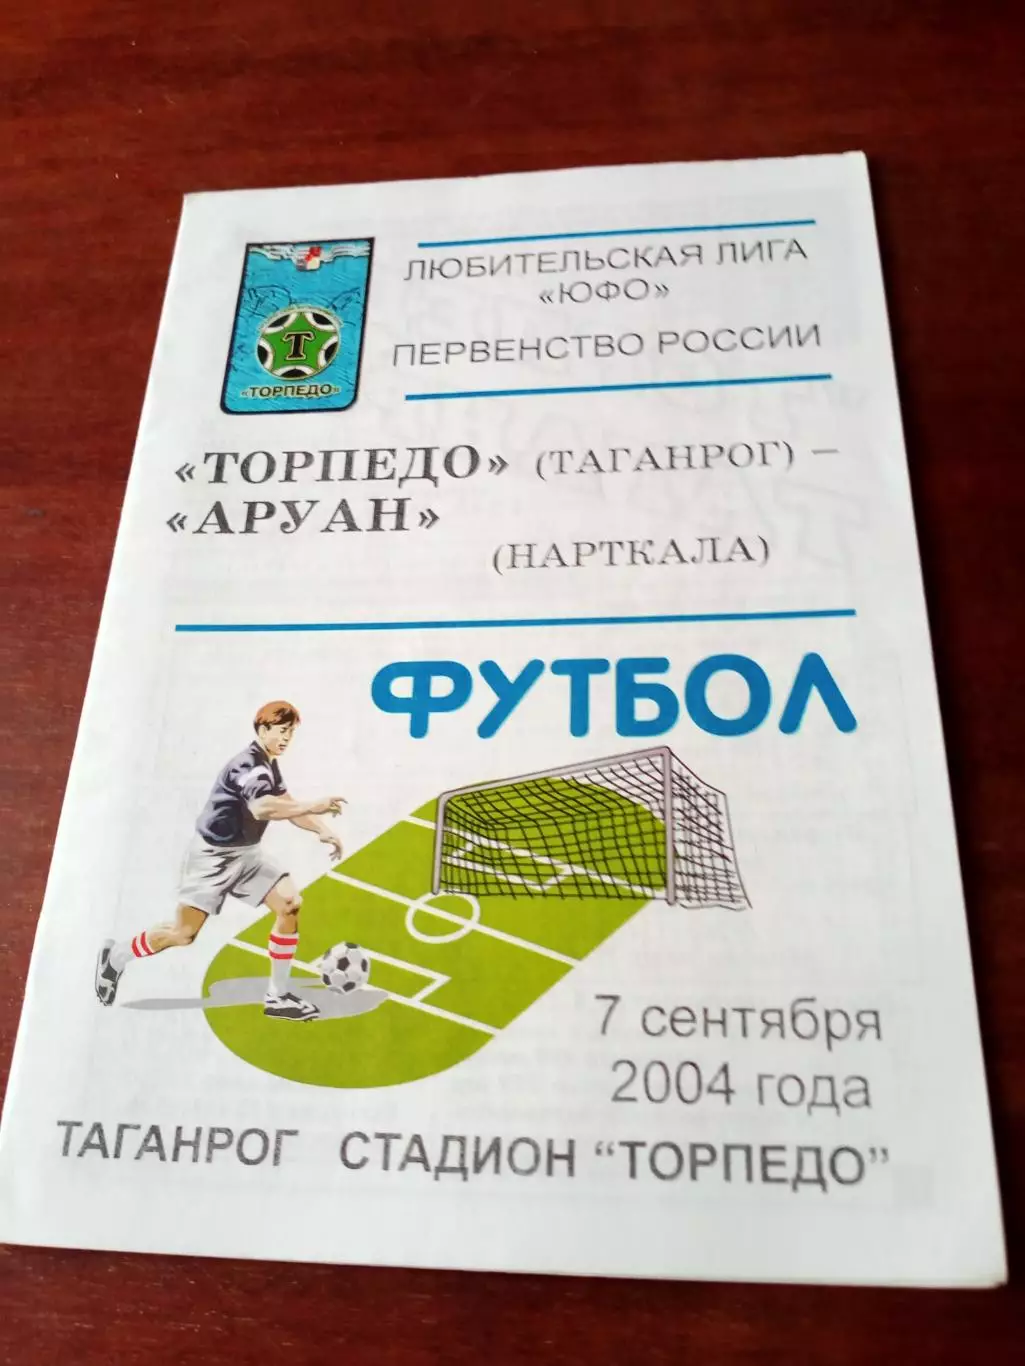 ЛЮБИТЕЛЬСКАЯ ЛИГА
«ЮФО»
ПЕРВЕНСТВО РОССИИ
Т
«ТОРПЕДО»
«ТОРПЕДО» (ТАГАНРОГ) –
«АРУАН»
(НАРТКАЛА)
ФУТБОЛ
7 сентября
2004 года
ТАГАНРОГ СТАДИОН "ТОРПЕДО"